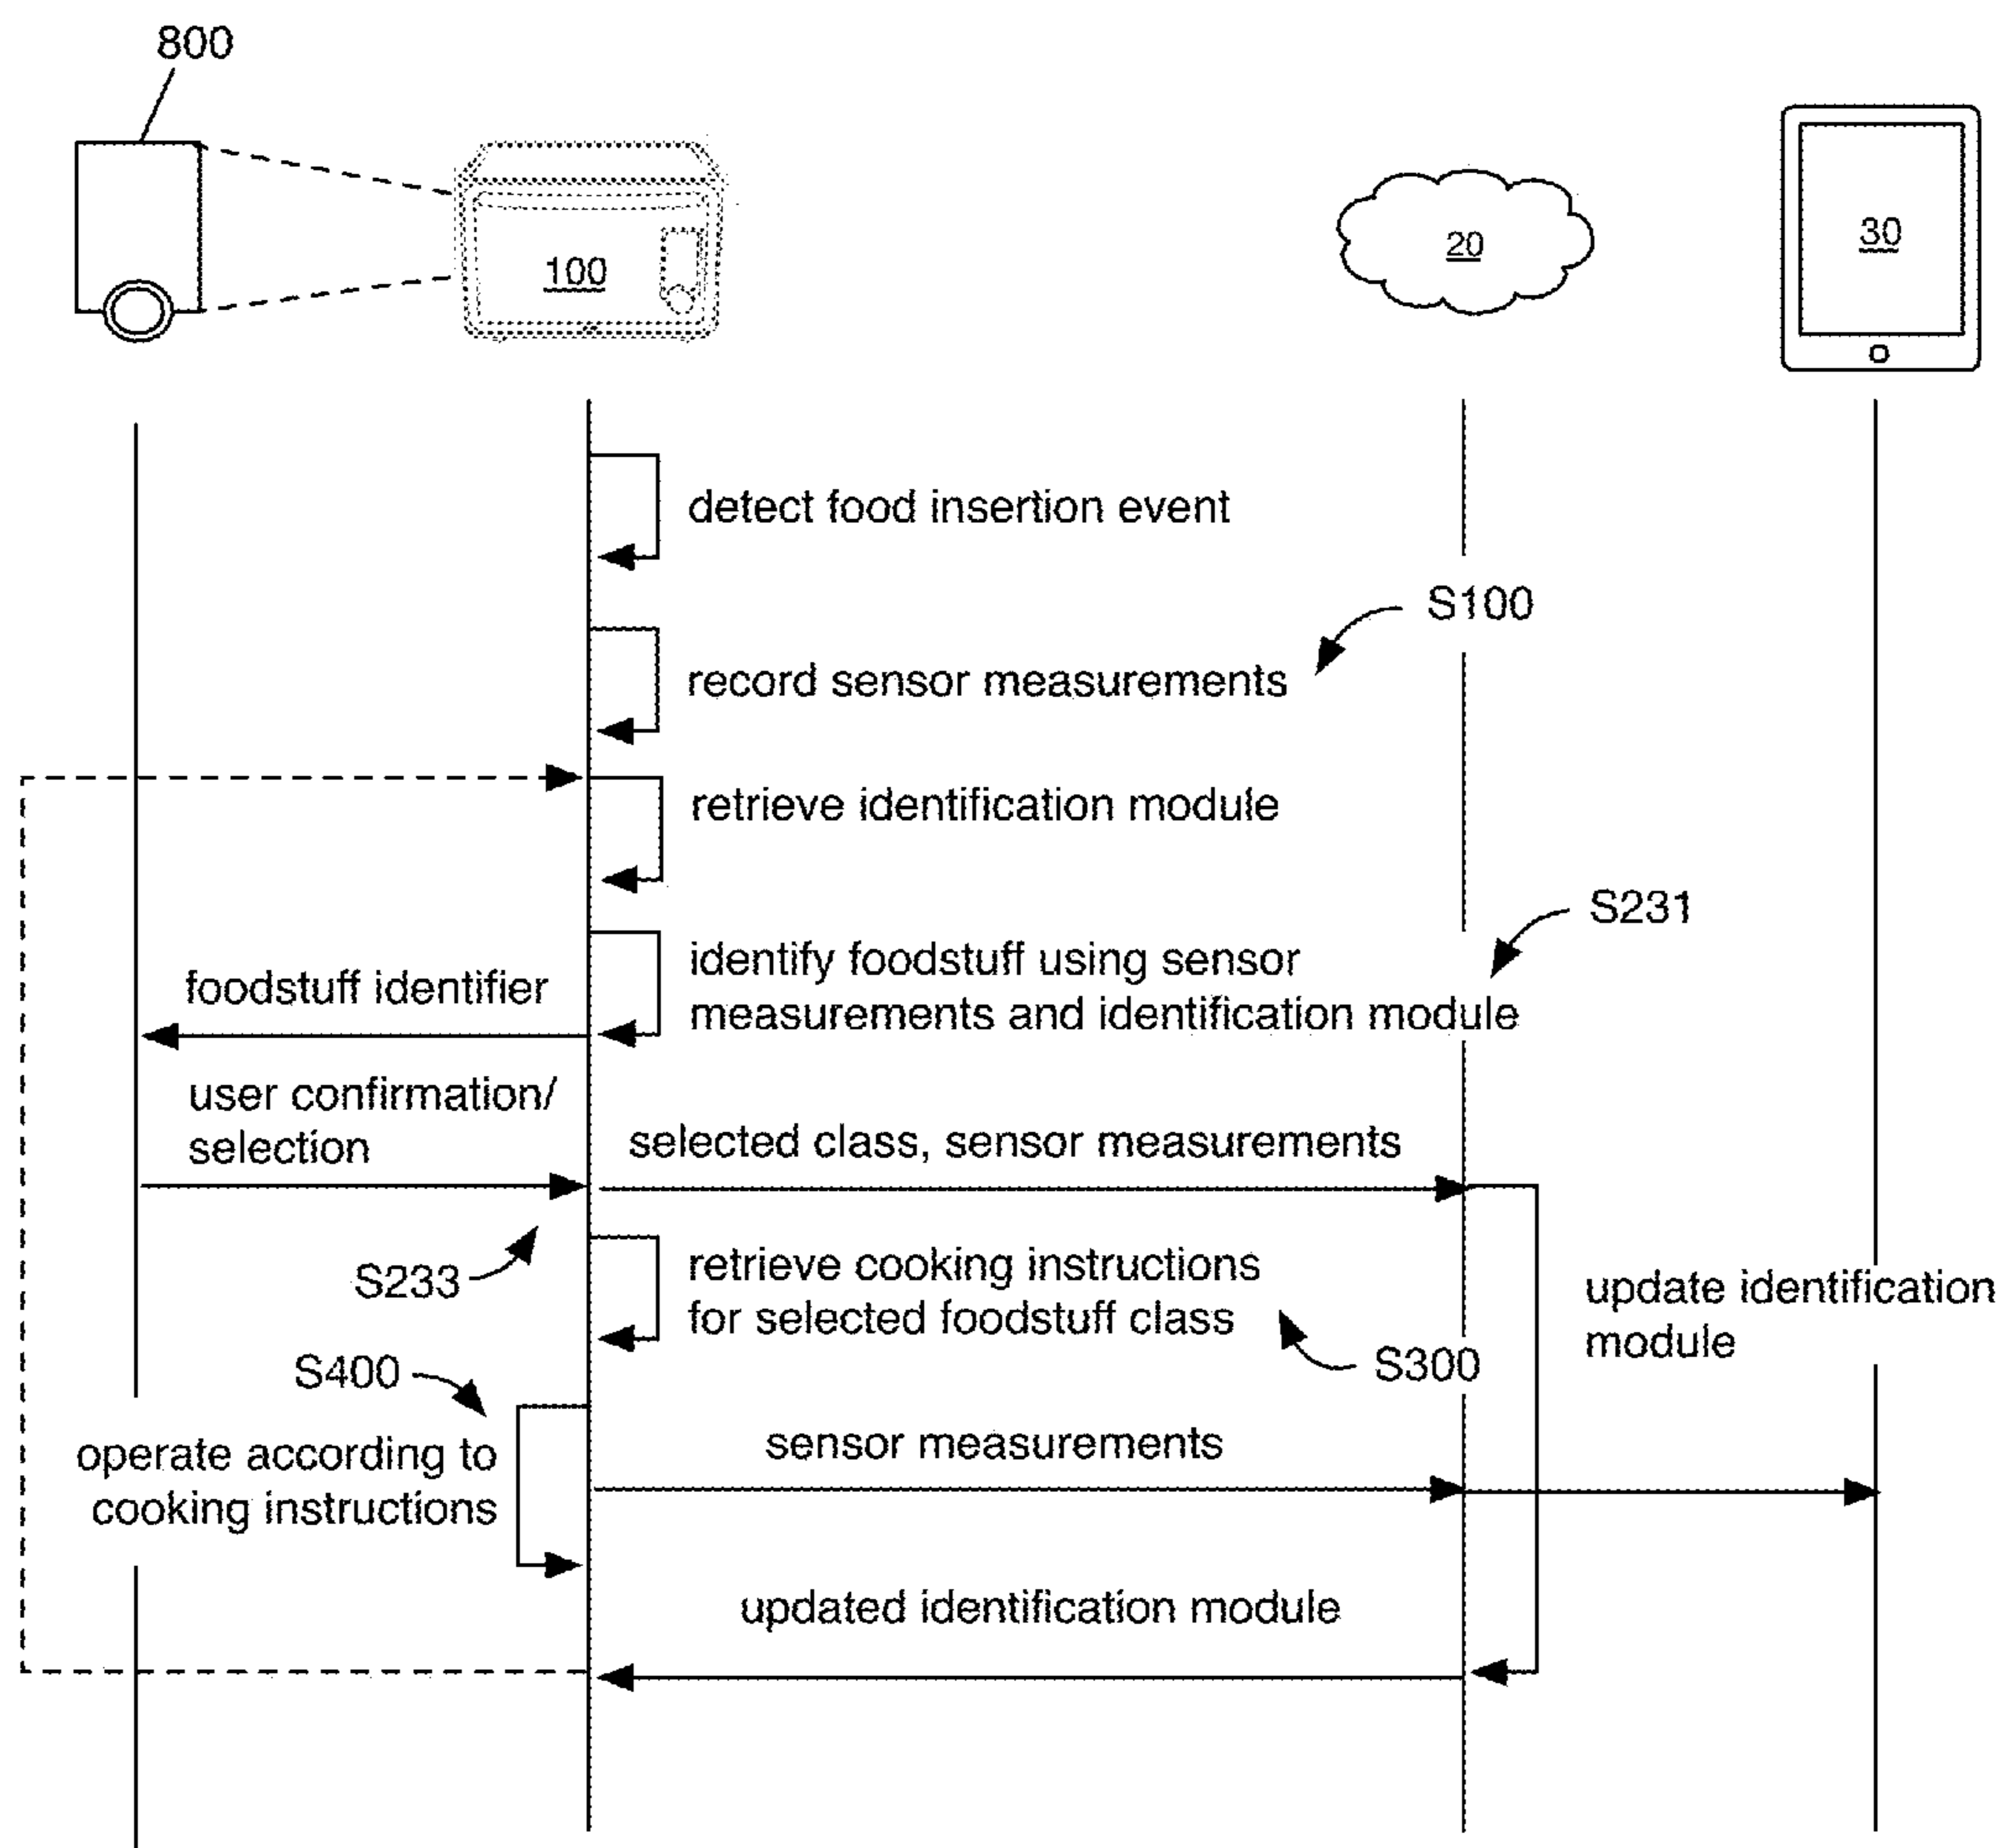 800
100
20
30
detect food insertion event
S100
record sensor measurements
retrieve identification module
S231
identify foodstuff using sensor
measurements and identification module
foodstuff identifier
user confirmation/
selection
selected class, sensor measurements
S233
retrieve cooking instructions
for selected foodstuff class
update identification
module
S300
S400
operate according to
cooking instructions
sensor measurements
updated identification module